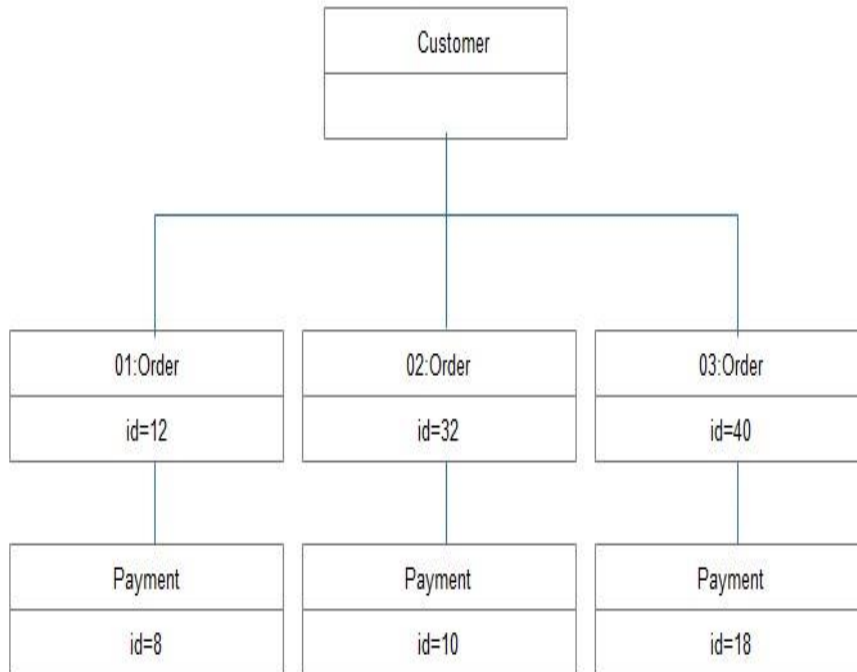 Customer
01:Order
id=12
02:Order
id=32
03:Order
id=40
Payment
id=8
Payment
id=10
Payment
id=18